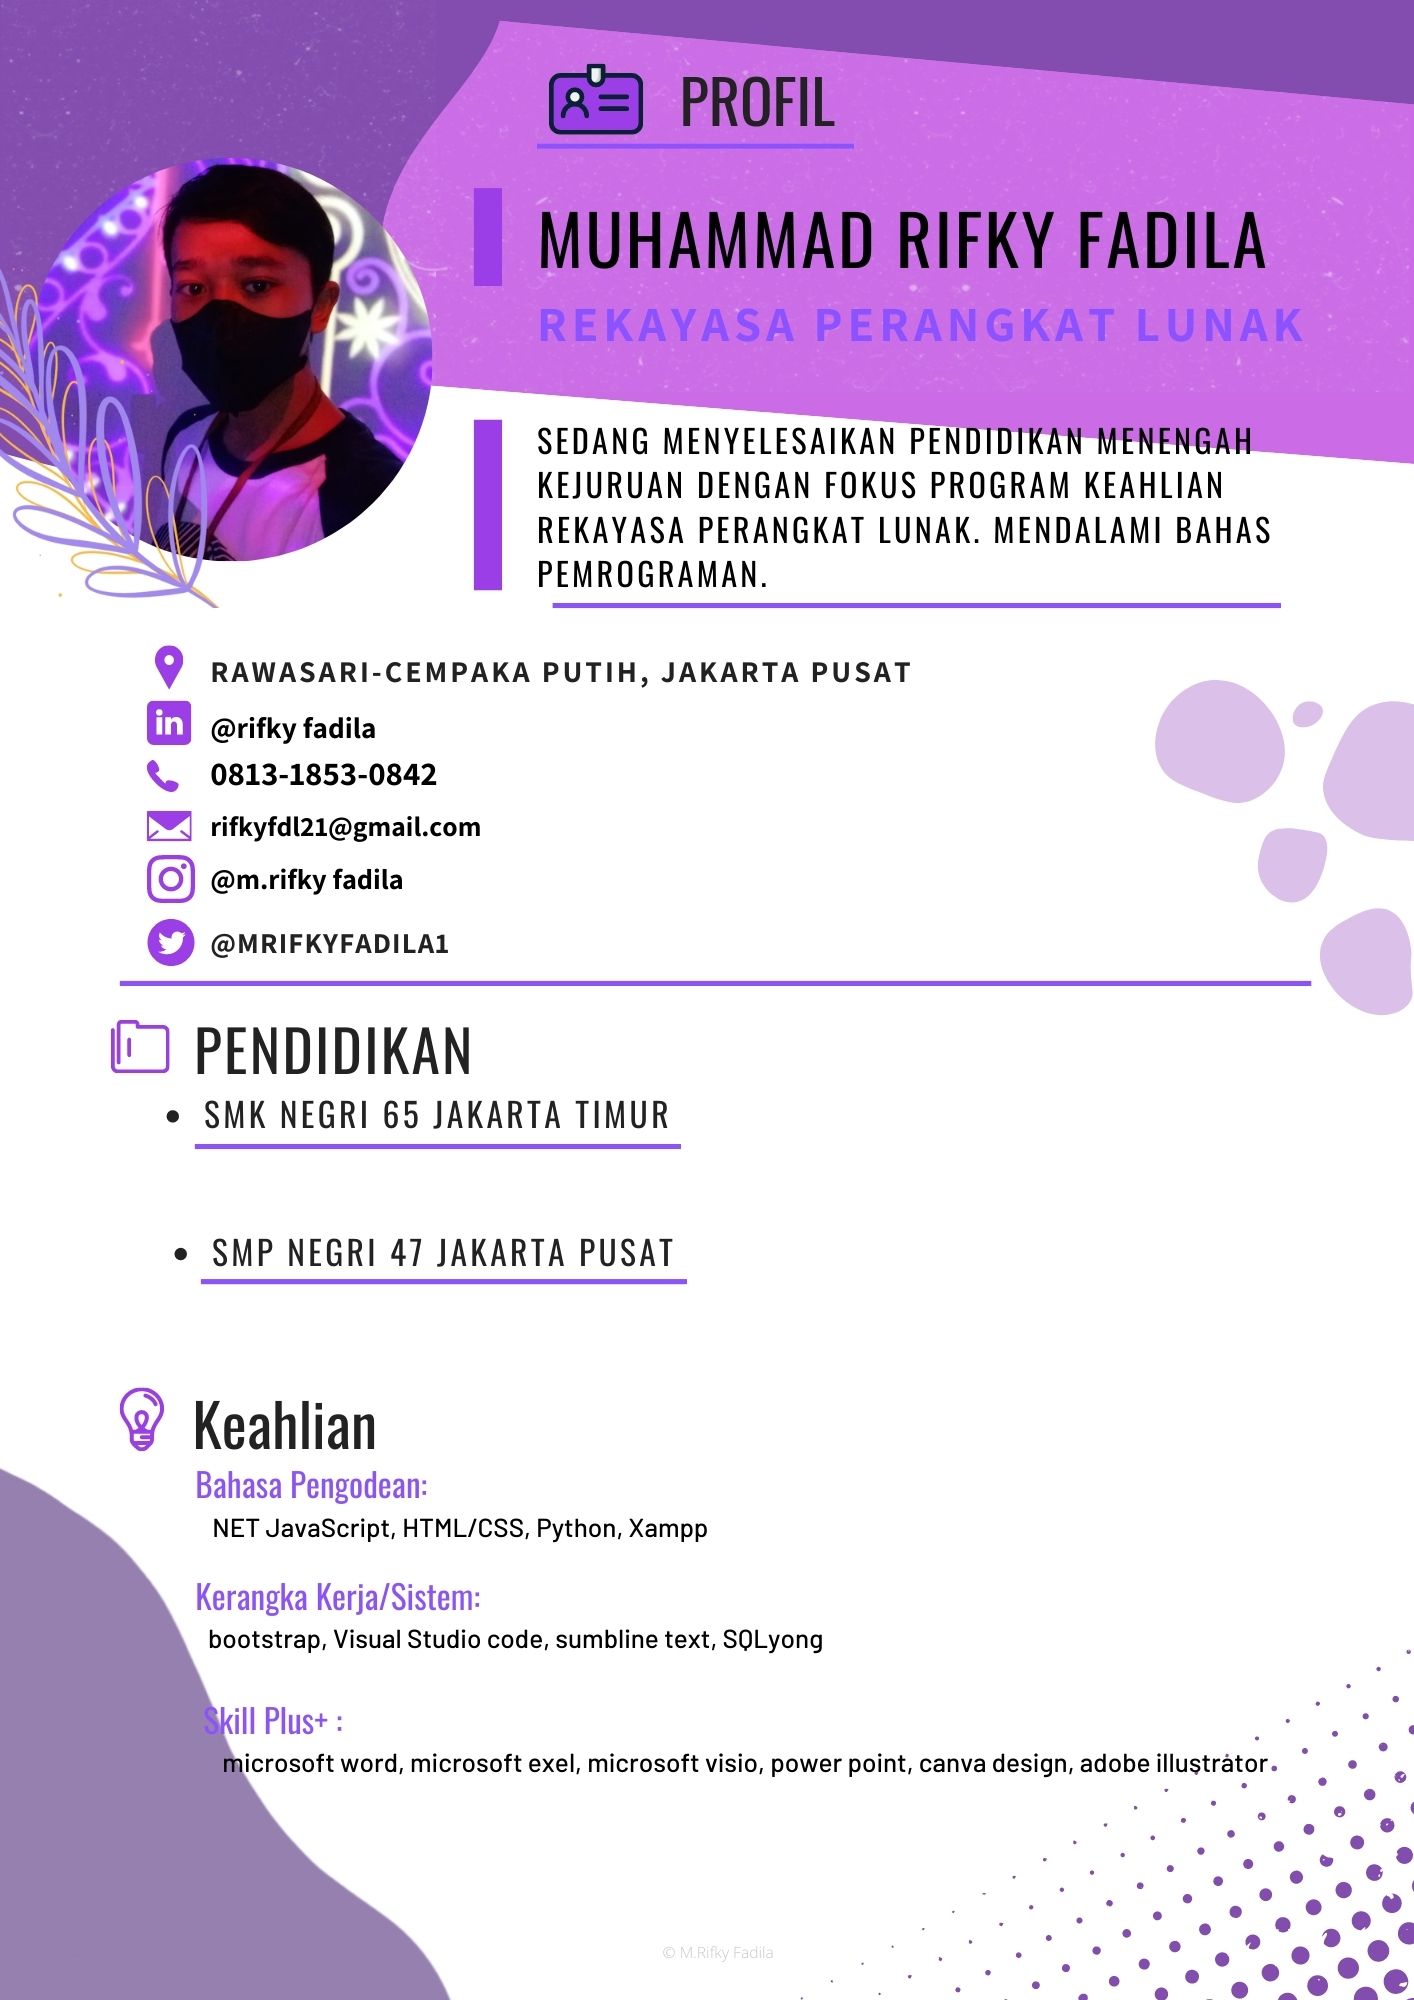 PROFIL
MUHAMMAD RIFKY FADILA
REKAYASA PERANGKAT LUNAK
SEDANG MENYELESAIKAN PENDIDIKAN MENENGAH
KEJURUAN DENGAN FOKUS PROGRAM KEAHLIAN
REKAYASA PERANGKAT LUNAK. MENDALAMI BAHAS
PEMROGRAMAN.
RAWASARI-CEMPAKA PUTIH, JAKARTA PUSAT
in @rifky fadila
0813-1853-0842
rifkyfdl21@gmail.com
@m.rifky fadila
@MRIFKYFADILA1
PENDIDIKAN
• SMK NEGRI 65 JAKARTA TIMUR
• SMP NEGRI 47 JAKARTA PUSAT
Keahlian
Bahasa Pengodean:
NET JavaScript, HTML/CSS, Python, Xampp
Kerangka Kerja/Sistem:
bootstrap, Visual Studio code, sumbline text, SQLyong
Skill Plus+ :
microsoft word, microsoft exel, microsoft visio, power point, canva design, adobe illustrator
© M.Rifky Fadila